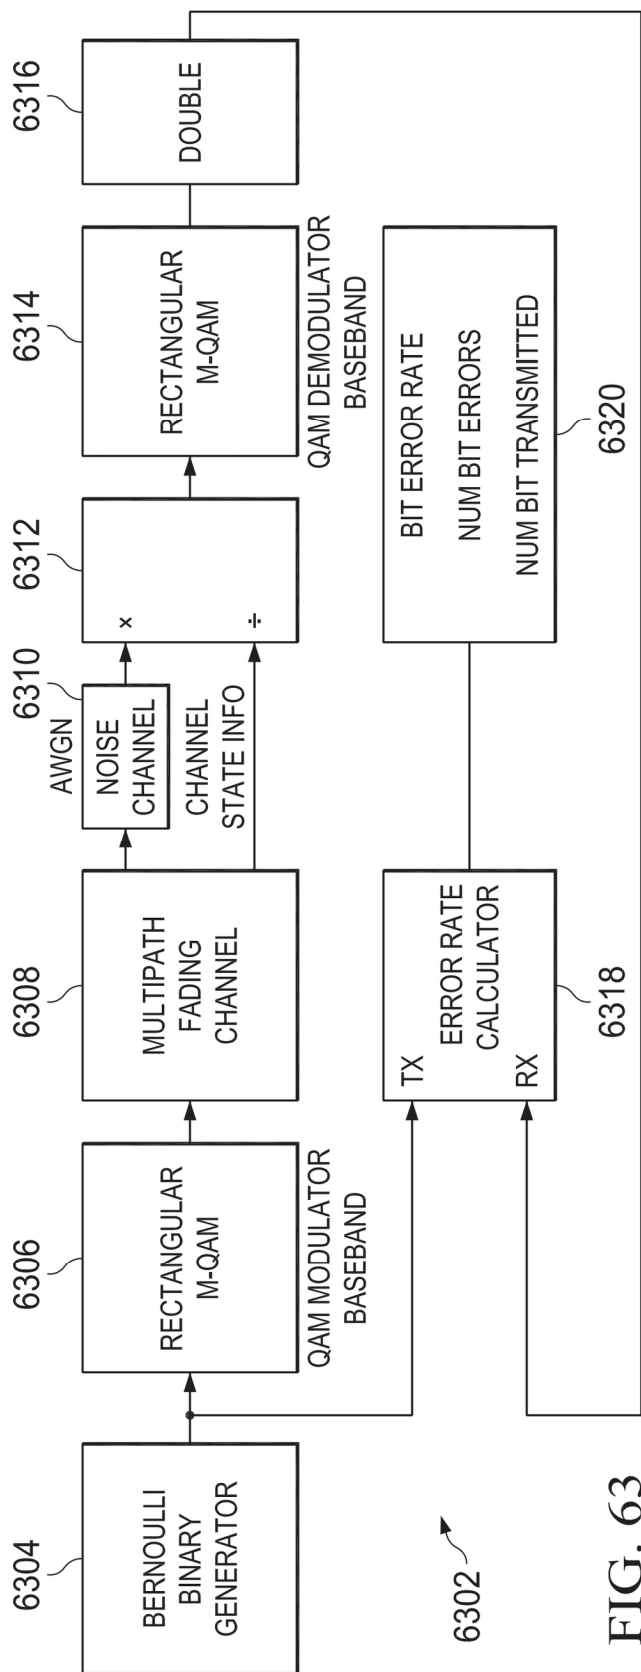 6304
BERNOULLI
BINARY
GENERATOR
6306
RECTANGULAR
M-QAM
QAM MODULATOR
BASEBAND
6308
MULTIPATH
FADING
CHANNEL
6310
AWGN
NOISE
CHANNEL
CHANNEL
STATE INFO
6312
×
÷
6314
RECTANGULAR
M-QAM
QAM DEMODULATOR
BASEBAND
6316
DOUBLE
TX
ERROR RATE
CALCULATOR
RX
6318
BIT ERROR RATE
NUM BIT ERRORS
NUM BIT TRANSMITTED
6320
6302
FIG. 63